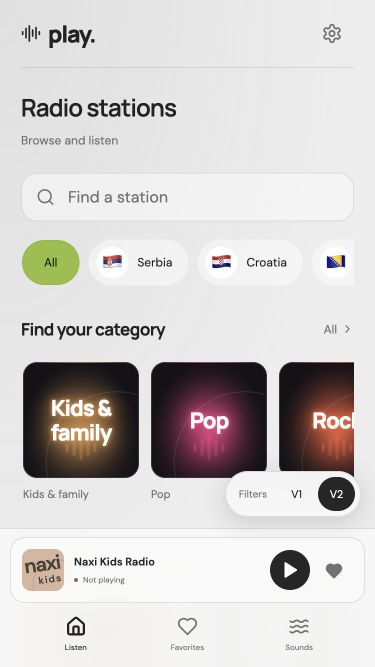 play.
Radio stations
Browse and listen
Find a station
All
Serbia
Croatia
Find your category
All
Kids &
family
Pop
Rock
Kids & family
Pop
Filters
V1
V2
naxi
kids
Naxi Kids Radio
Not playing
Listen
Favorites
Sounds